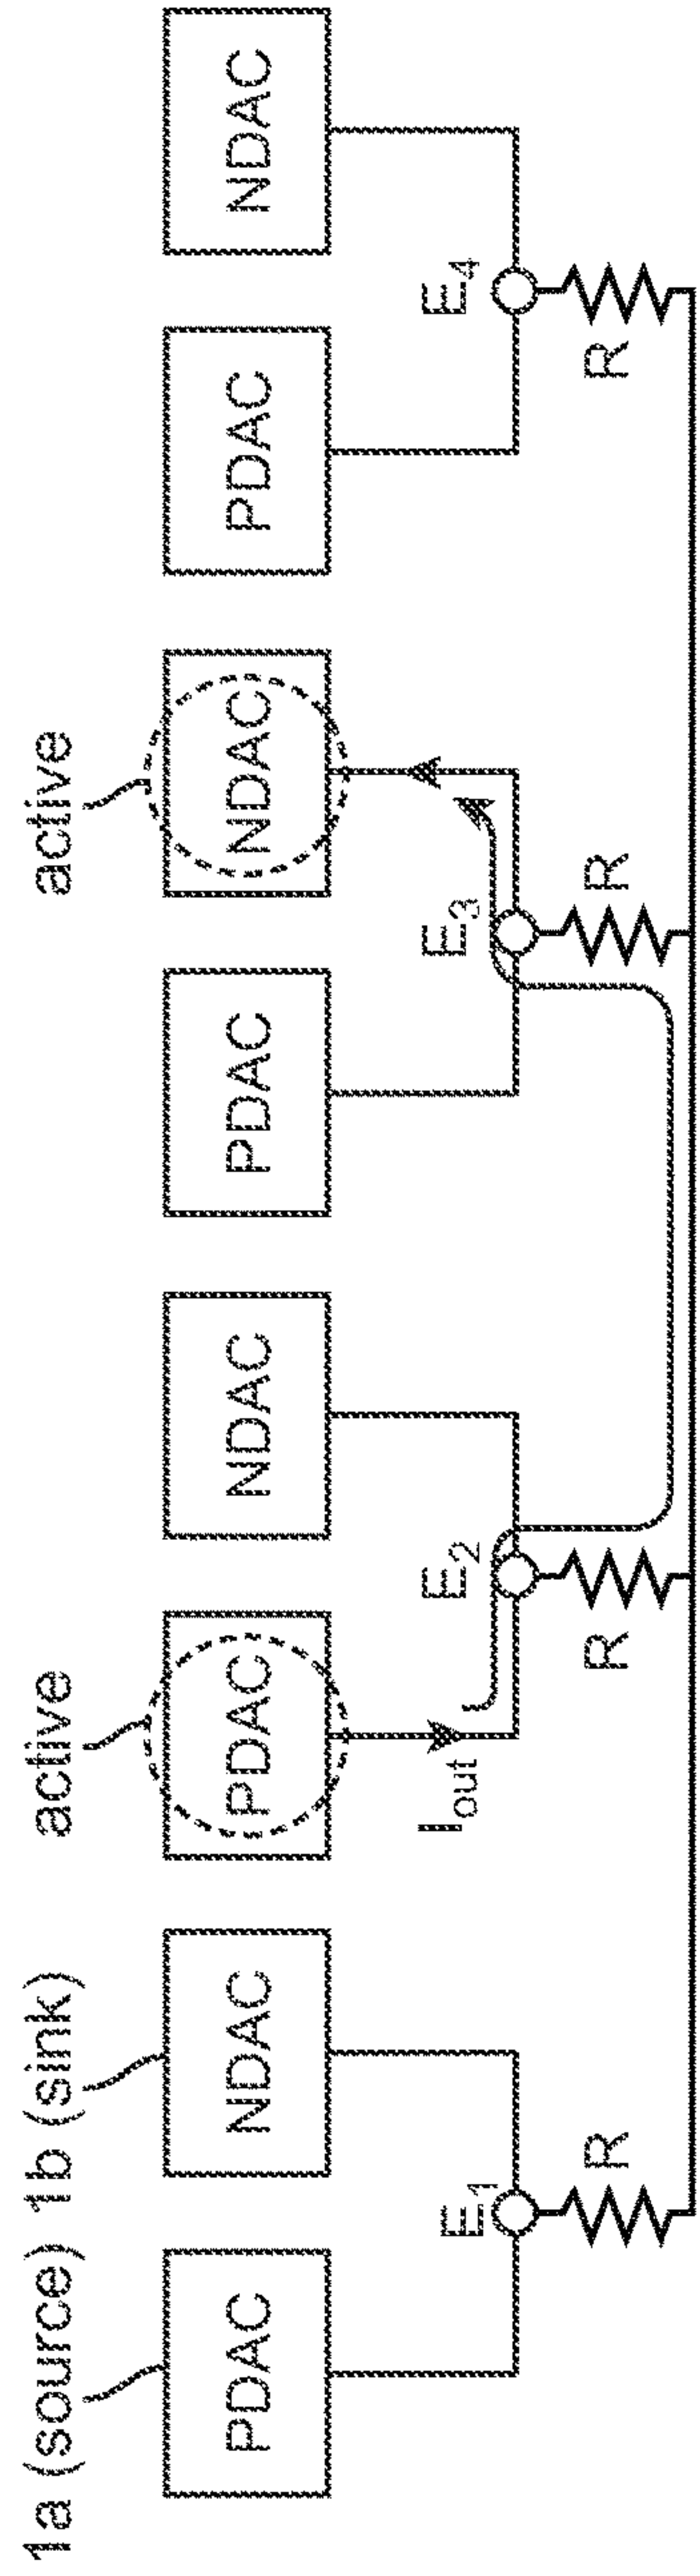 1a (source)
1b (sink)
active
active
PDAC
NDAC
PDAC
NDAC
PDAC
NDAC
PDAC
NDAC
Iout
E1
E2
E3
E4
R
R
R
R